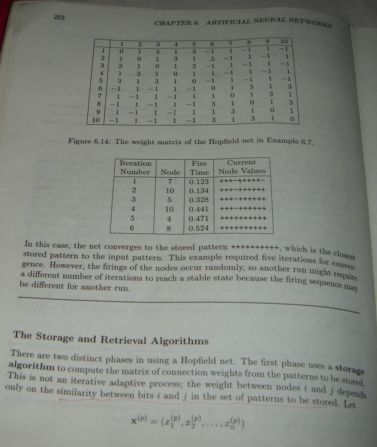 252
CHAPTER 6. ARTIFICIAL NEURAL NETWORKS
1 2 3 4 5 6 7 8 9 10
1 0 1 3 1 3 -1 1 -1 1 -1
2 1 0 1 3 1 1 -1 1 -1 1
3 3 1 0 1 3 -1 1 -1 1 -1
4 1 3 1 0 1 1 -1 1 -1 1
5 3 1 3 1 0 -1 1 -1 1 -1
6 -1 1 -1 1 -1 0 1 3 1 3
7 1 -1 1 -1 1 1 0 1 3 1
8 -1 1 -1 1 -1 3 1 0 1 3
9 1 -1 1 -1 1 1 3 1 0 1
10 -1 1 -1 1 -1 3 1 3 1 0
Figure 6.14: The weight matrix of the Hopfield net in Example 6.7.
Iteration Fire Current
Number Node Time Node Values
1 7 0.123
2 10 0.134
3 5 0.328
4 10 0.441
5 4 0.471 ++++++++++
6 8 0.524 ++++++++++
In this case, the net converges to the stored pattern ++++++++++, which is the closest
stored pattern to the input pattern. This example required five iterations for conver-
gence. However, the firings of the nodes occur randomly, so another run might require
a different number of iterations to reach a stable state because the firing sequence may
be different for another run.
The Storage and Retrieval Algorithms
There are two distinct phases in using a Hopfield net. The first phase uses a storage
algorithm to compute the matrix of connection weights from the patterns to be stored.
This is not an iterative adaptive process; the weight between nodes i and j depends
only on the similarity between bits i and j in the set of patterns to be stored. Let
x^(p) = (x_1^(p), x_2^(p), . . . , x_n^(p))